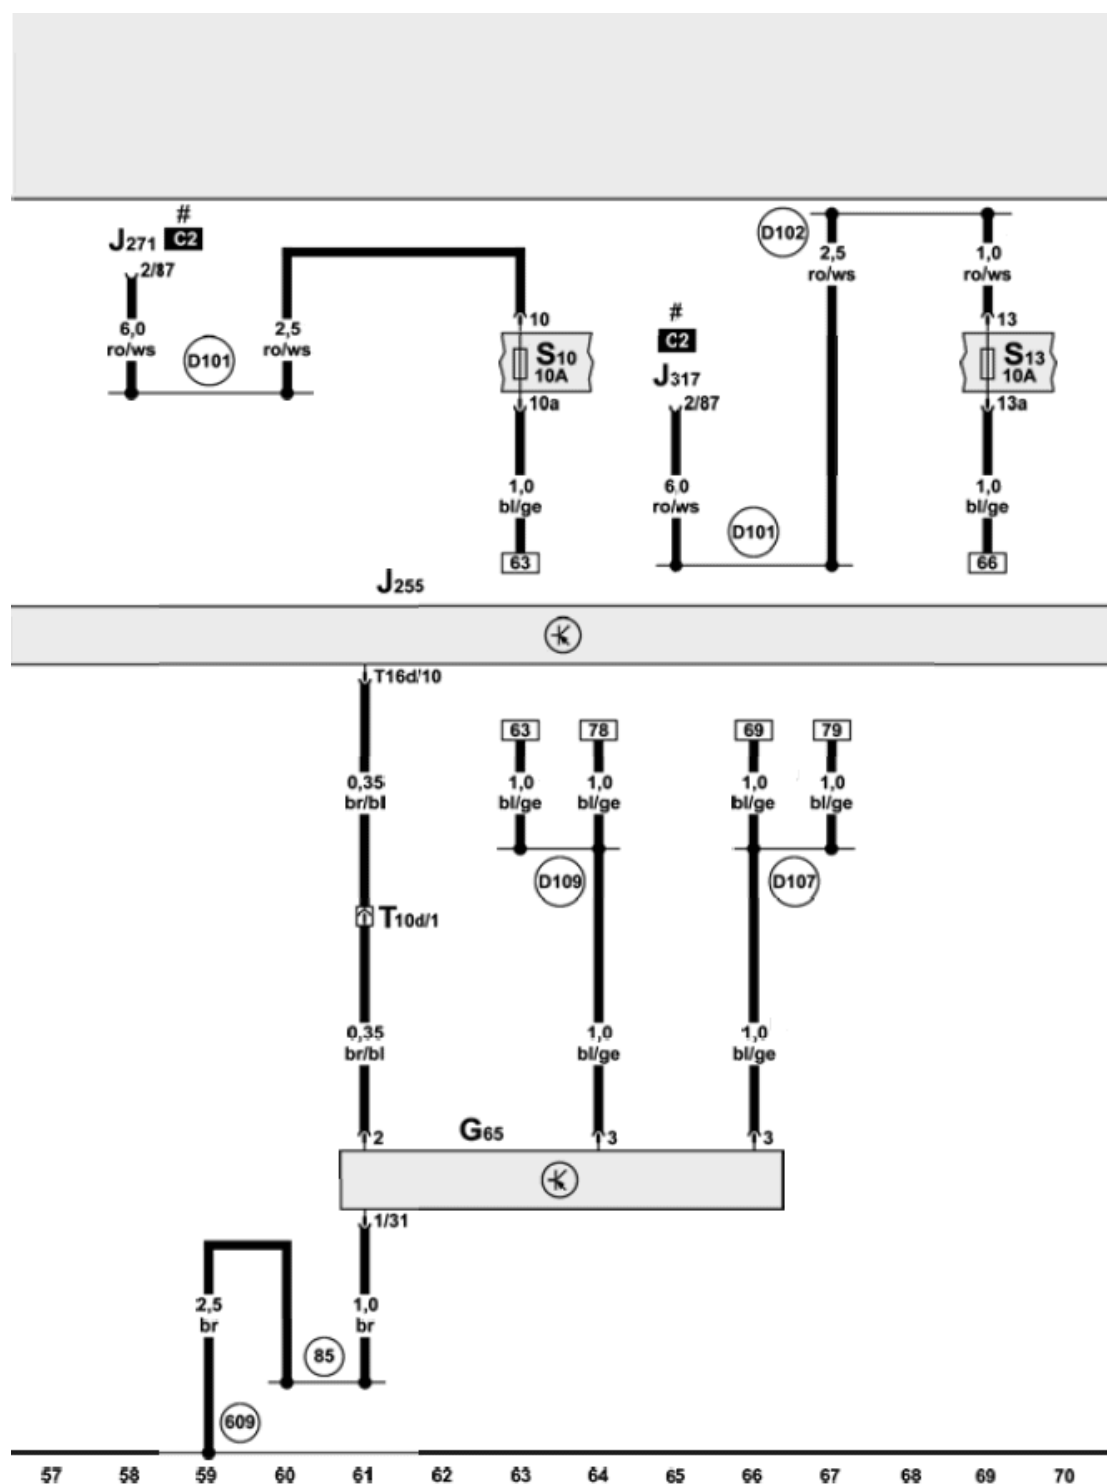 #
J271 C2
2/87
6,0
ro/ws
D101
2,5
ro/ws
10
S10
10A
10a
1,0
bl/ge
63
#
C2
J317
2/87
6,0
ro/ws
D101
D102
2,5
ro/ws
1,0
ro/ws
13
S13
10A
13a
1,0
bl/ge
66
J255
T16d/10
0,35
br/bl
T10d/1
0,35
br/bl
2
63
1,0
bl/ge
78
1,0
bl/ge
D109
1,0
bl/ge
3
69
1,0
bl/ge
79
1,0
bl/ge
D107
1,0
bl/ge
3
G65
1/31
2,5
br
1,0
br
85
609
57 58 59 60 61 62 63 64 65 66 67 68 69 70